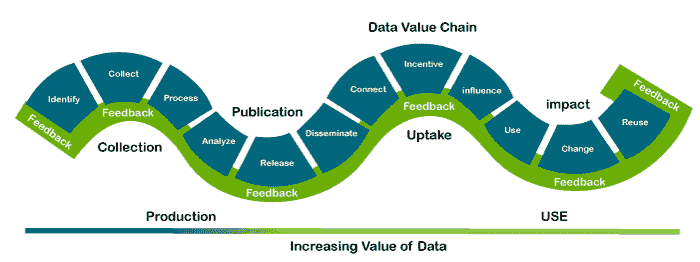 Data Value Chain
Identify
Collect
Process
Feedback
Feedback
Collection
Publication
Analyze
Release
Disseminate
Feedback
Connect
Incentive
influence
Feedback
Uptake
impact
Use
Change
Reuse
Feedback
Feedback
Production
USE
Increasing Value of Data